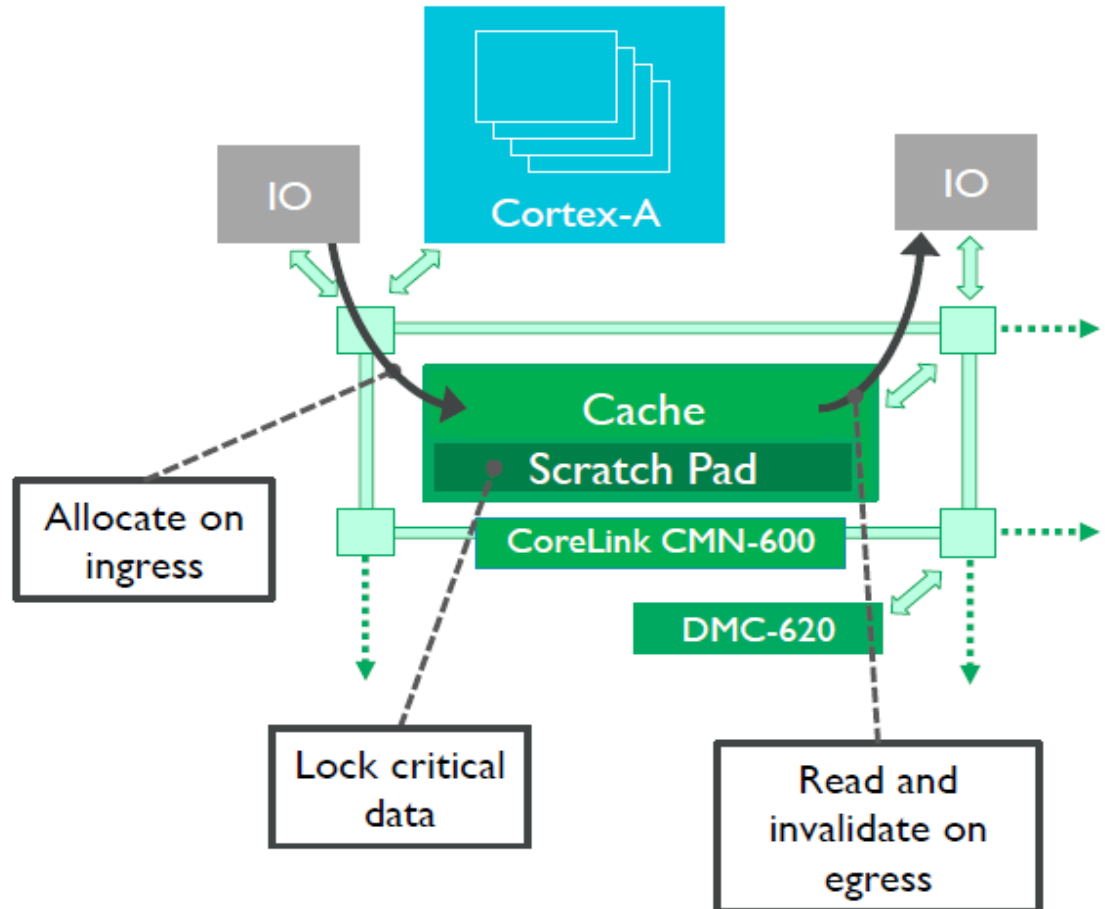 IO
Cortex-A
IO
Cache
Scratch Pad
CoreLink CMN-600
DMC-620
Allocate on
ingress
Lock critical
data
Read and
invalidate on
egress